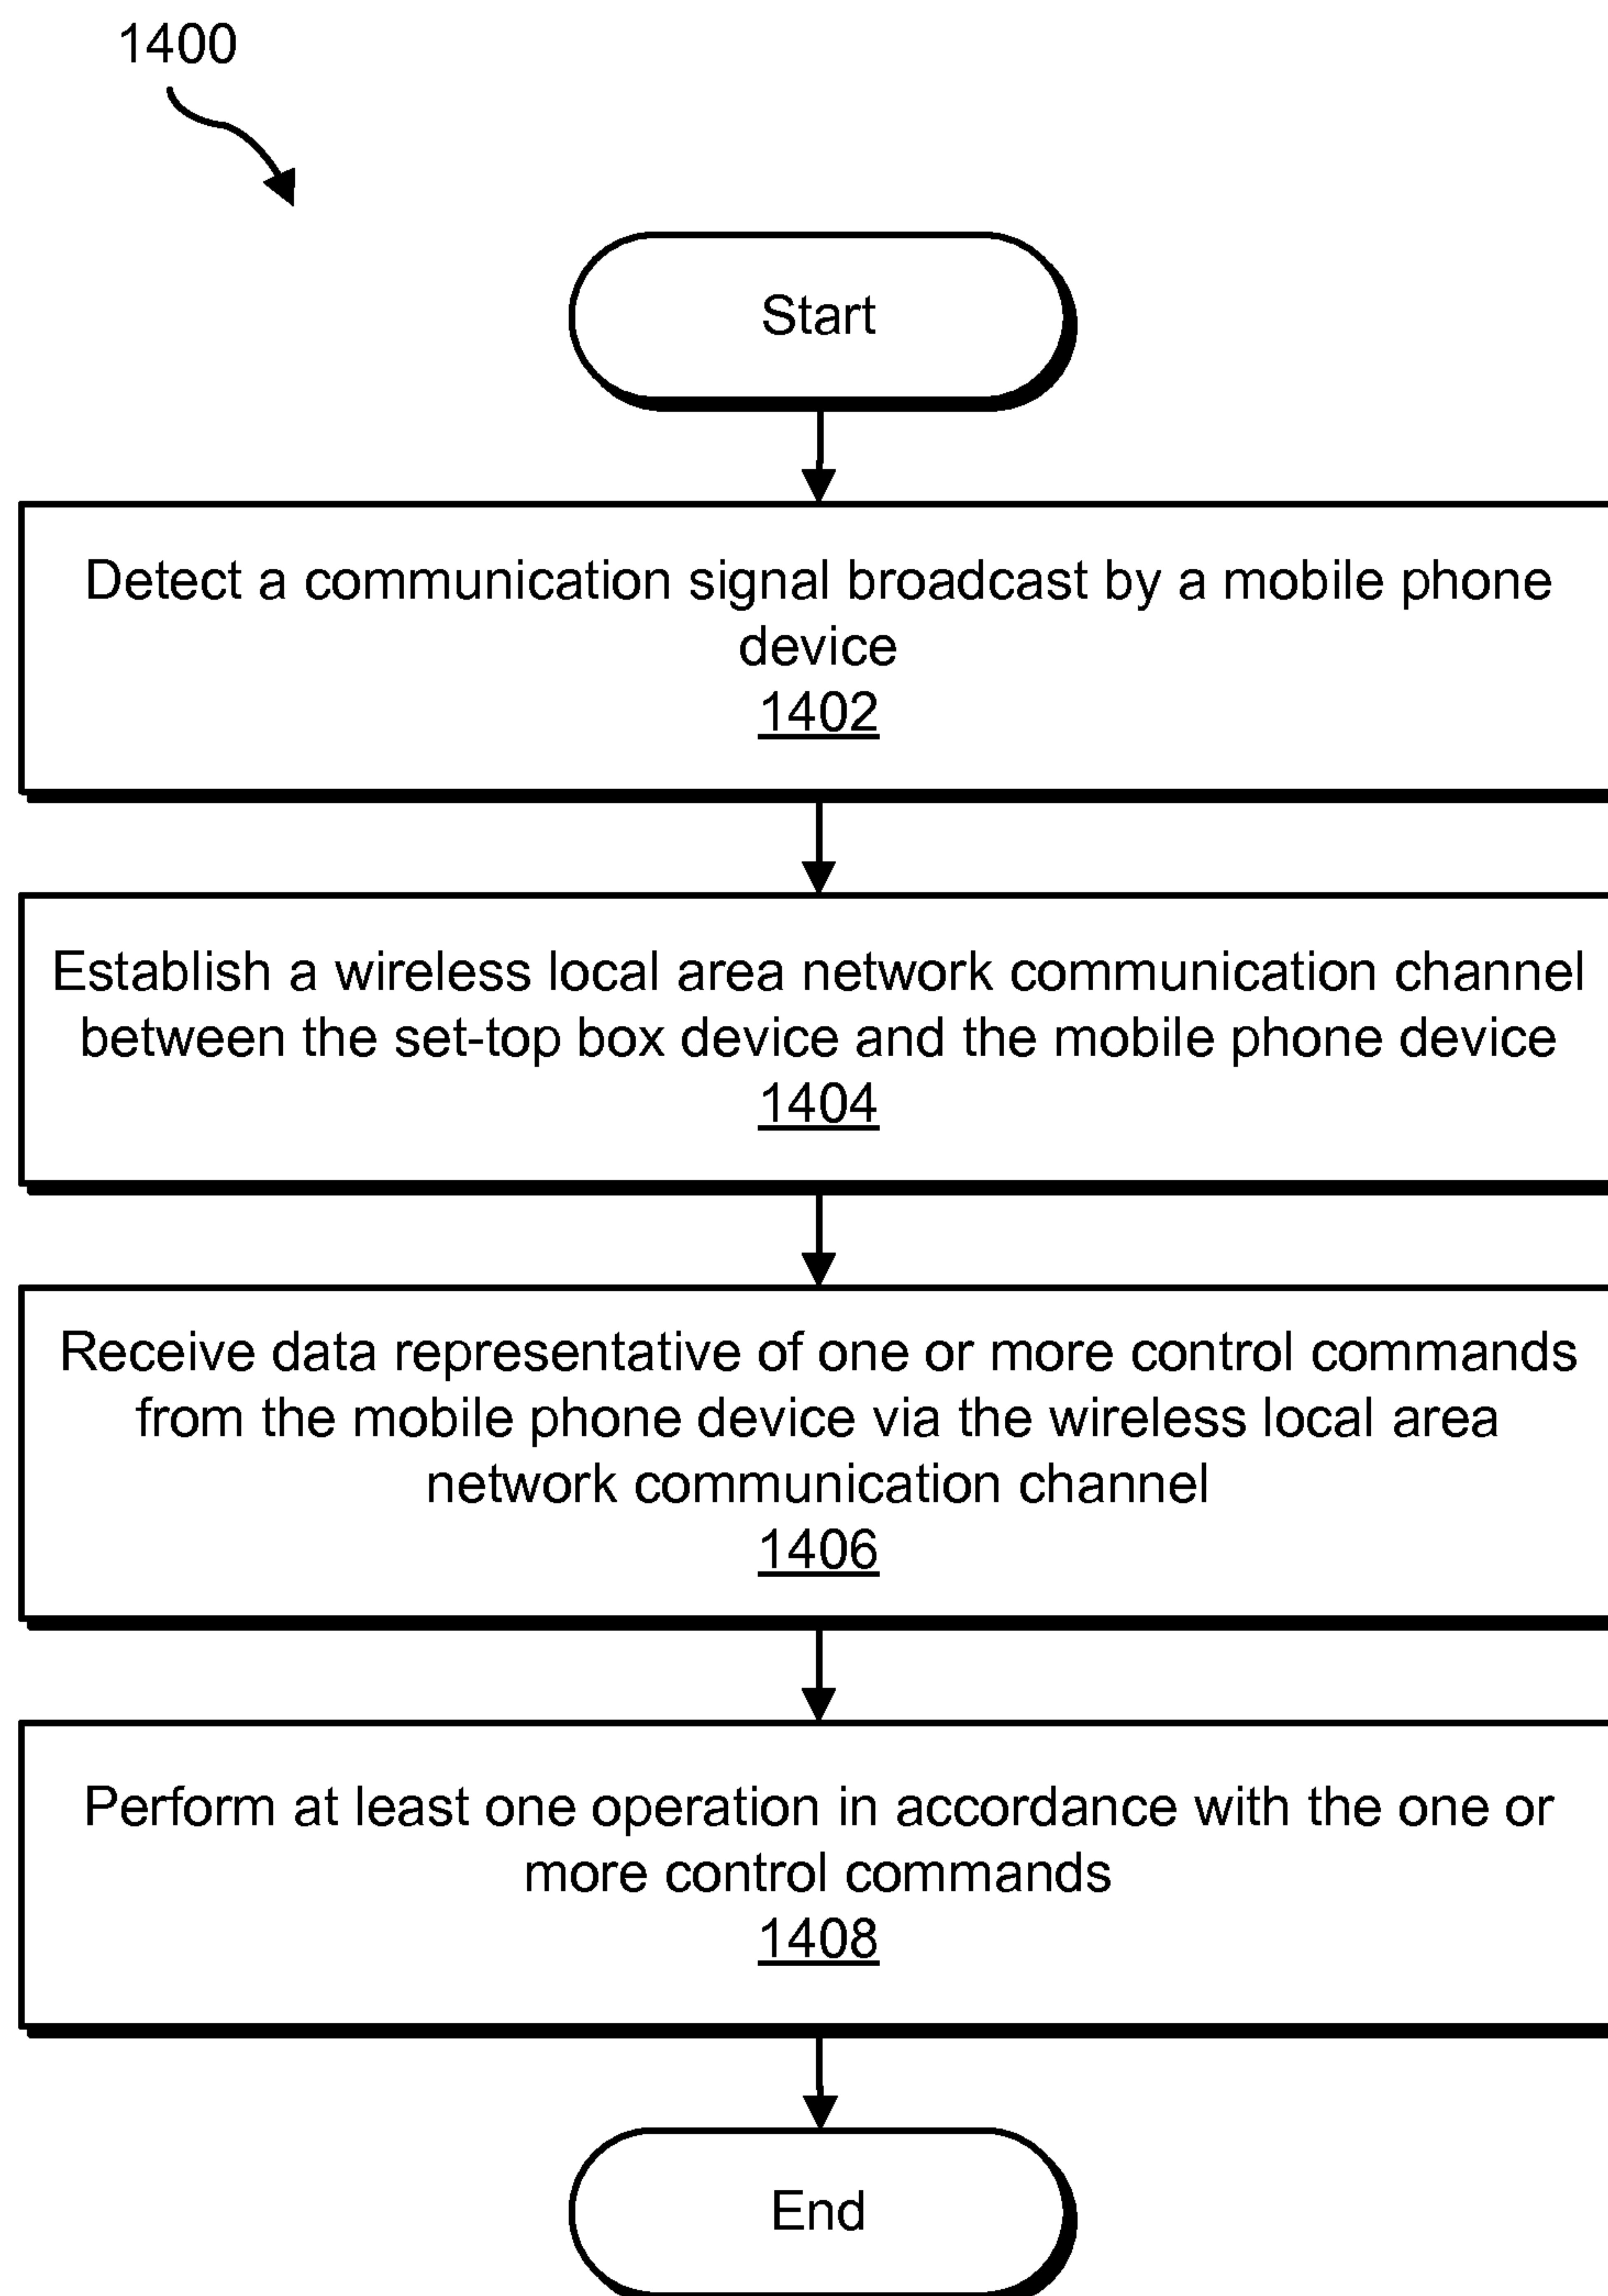 1400
Start
Detect a communication signal broadcast by a mobile phone
device
1402
Establish a wireless local area network communication channel
between the set-top box device and the mobile phone device
1404
Receive data representative of one or more control commands
from the mobile phone device via the wireless local area
network communication channel
1406
Perform at least one operation in accordance with the one or
more control commands
1408
End